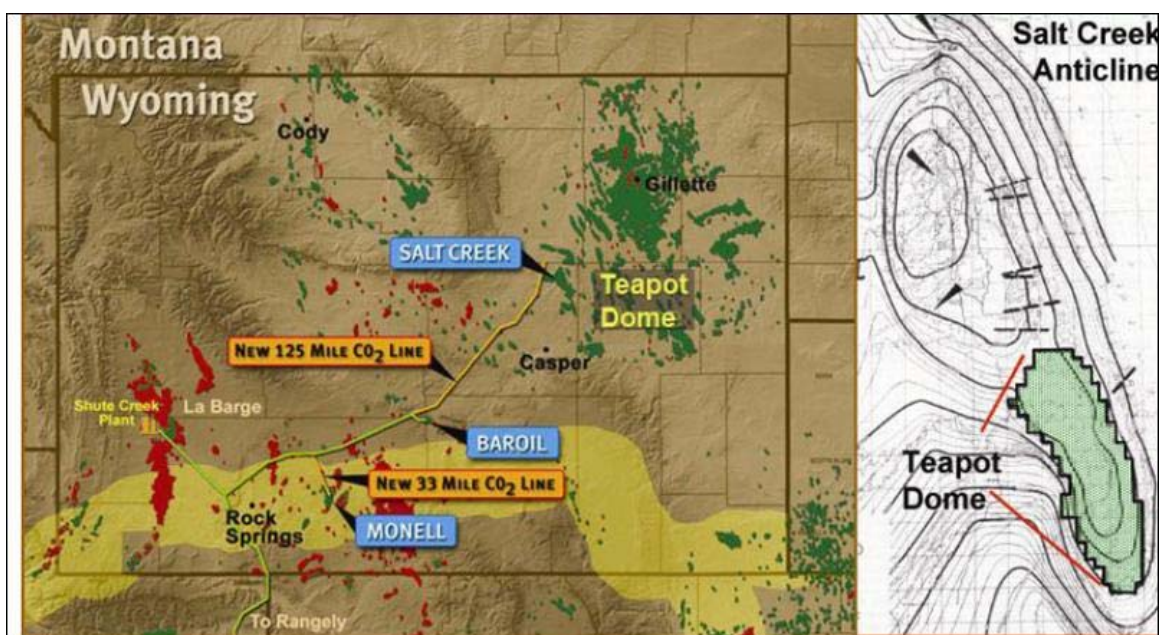 Montana
Wyoming
Cody
Gillette
SALT CREEK
Teapot
Dome
NEW 125 MILE CO2 LINE
Casper
Shute Creek
Plant
La Barge
BAROIL
NEW 33 MILE CO2 LINE
Rock
Springs
MONELL
To Rangely
Salt Creek
Anticline
Teapot
Dome